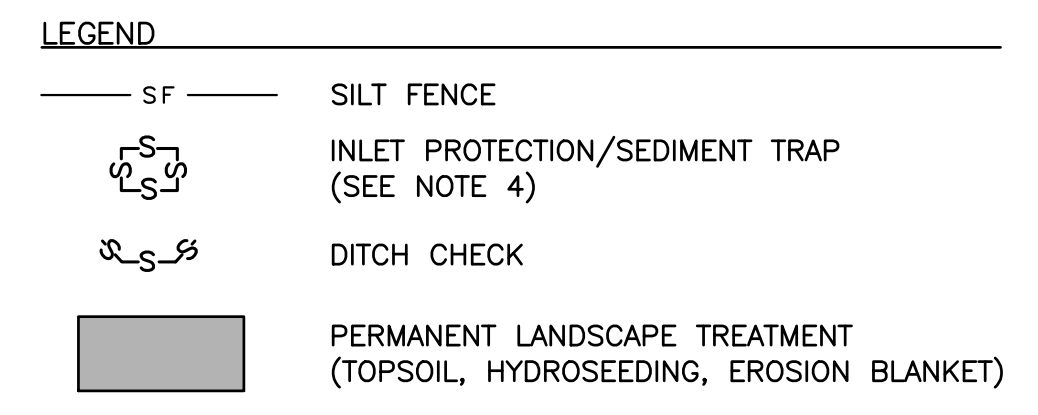 LEGEND
SF SILT FENCE
S S S S INLET PROTECTION/SEDIMENT TRAP
(SEE NOTE 4)
S S S DITCH CHECK
PERMANENT LANDSCAPE TREATMENT
(TOPSOIL, HYDROSEEDING, EROSION BLANKET)